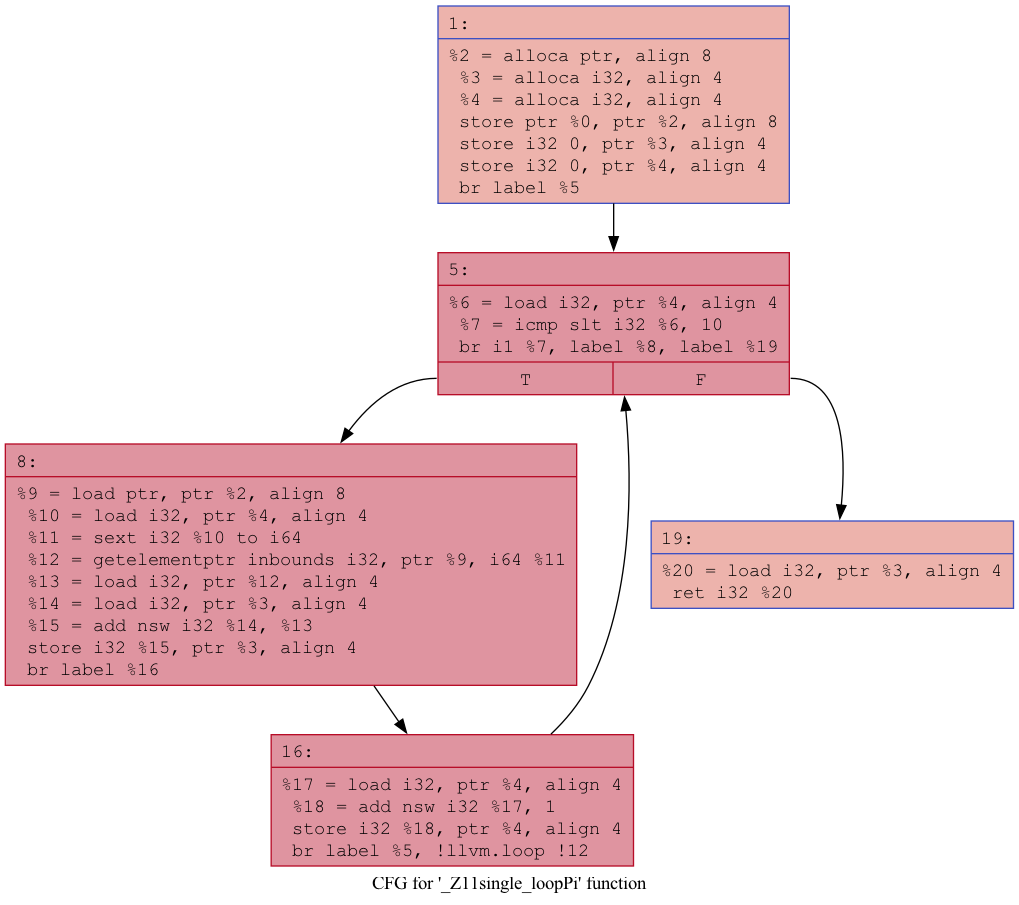 1:
%2 = alloca ptr, align 8
%3 = alloca i32, align 4
%4 = alloca i32, align 4
store ptr %0, ptr %2, align 8
store i32 0, ptr %3, align 4
store i32 0, ptr %4, align 4
br label %5
5:
%6 = load i32, ptr %4, align 4
%7 = icmp slt i32 %6, 10
br i1 %7, label %8, label %19
T F
8:
%9 = load ptr, ptr %2, align 8
%10 = load i32, ptr %4, align 4
%11 = sext i32 %10 to i64
%12 = getelementptr inbounds i32, ptr %9, i64 %11
%13 = load i32, ptr %12, align 4
%14 = load i32, ptr %3, align 4
%15 = add nsw i32 %14, %13
store i32 %15, ptr %3, align 4
br label %16
19:
%20 = load i32, ptr %3, align 4
ret i32 %20
16:
%17 = load i32, ptr %4, align 4
%18 = add nsw i32 %17, 1
store i32 %18, ptr %4, align 4
br label %5, !llvm.loop !12
CFG for '_Z11single_loopPi' function